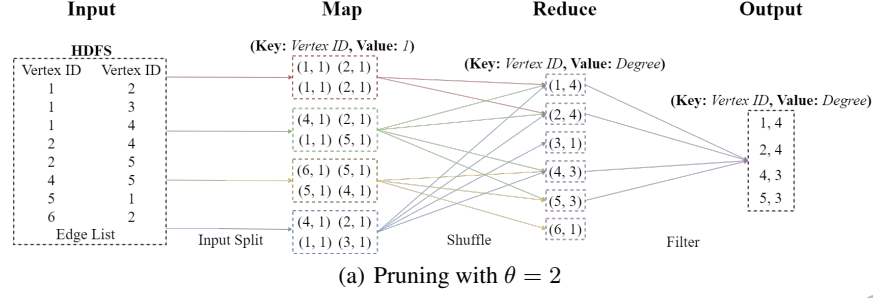 Input Map Reduce Output
HDFS
Vertex ID Vertex ID
1 2
1 3
1 4
2 4
2 5
4 5
5 1
6 2
Edge List
Input Split
(Key: Vertex ID, Value: 1)
(1, 1) (2, 1)
(1, 1) (2, 1)
(4, 1) (2, 1)
(1, 1) (5, 1)
(6, 1) (5, 1)
(5, 1) (4, 1)
(4, 1) (2, 1)
(1, 1) (3, 1)
Shuffle
(Key: Vertex ID, Value: Degree)
(1, 4)
(2, 4)
(3, 1)
(4, 3)
(5, 3)
(6, 1)
Filter
(Key: Vertex ID, Value: Degree)
1, 4
2, 4
4, 3
5, 3
(a) Pruning with θ = 2